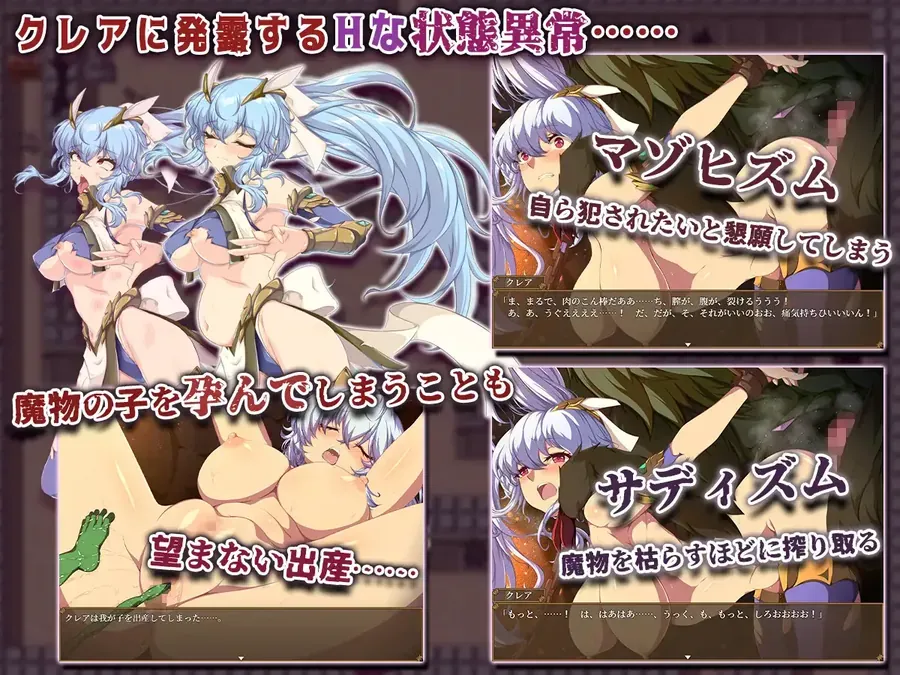 クレアに発露するHな状態異常……
マゾヒズム
自ら犯されたいと懇願してしまう
クレア
「ま、まるで、肉のこん棒だああ……ち、膣が、腹が、裂けるううう！
あ、あ、うぐえええええ……！　だ、だが、そ、それがいいのおお、痛気持ちひいいいん！」
魔物の子を孕んでしまうことも
望まない出産……
クレアは我が子を出産してしまった……。
サディズム
魔物を枯らすほどに搾り取る
クレア
「もっと、……！　は、はあはあ……、うっく、も、もっと、しろおおおお！」